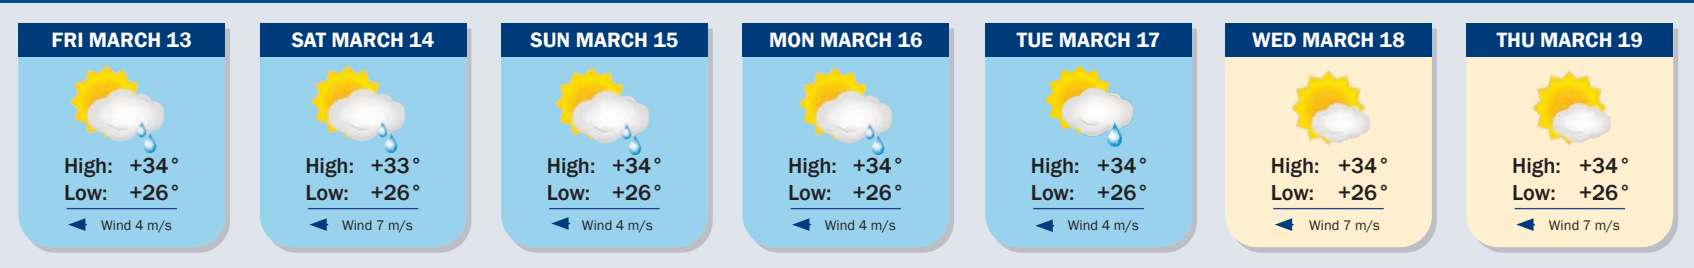 FRI MARCH 13
High: +34°
Low: +26°
Wind 4 m/s
SAT MARCH 14
High: +33°
Low: +26°
Wind 7 m/s
SUN MARCH 15
High: +34°
Low: +26°
Wind 4 m/s
MON MARCH 16
High: +34°
Low: +26°
Wind 4 m/s
TUE MARCH 17
High: +34°
Low: +26°
Wind 4 m/s
WED MARCH 18
High: +34°
Low: +26°
Wind 7 m/s
THU MARCH 19
High: +34°
Low: +26°
Wind 7 m/s